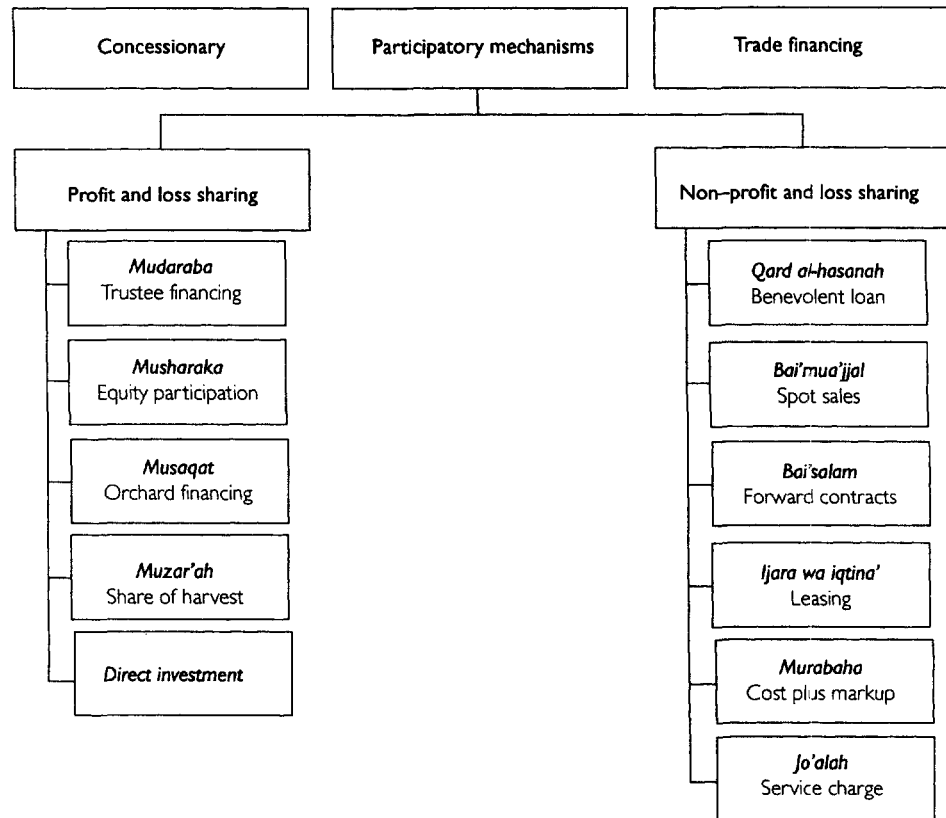 Concessionary
Participatory mechanisms
Trade financing
Profit and loss sharing
Mudaraba
Trustee financing
Musharaka
Equity participation
Musaqat
Orchard financing
Muzar'ah
Share of harvest
Direct investment
Non–profit and loss sharing
Qard al-hasanah
Benevolent loan
Bai'mua'jjal
Spot sales
Bai'salam
Forward contracts
Ijara wa iqtina'
Leasing
Murabaha
Cost plus markup
Jo'alah
Service charge